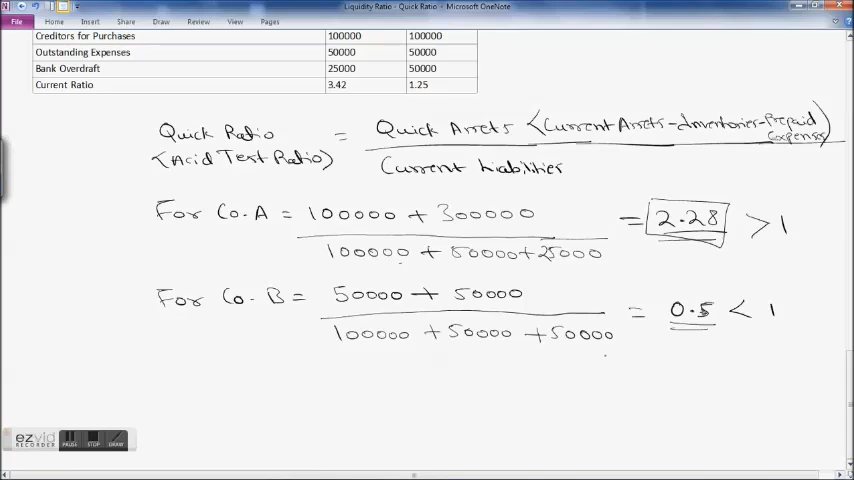 Liquidity Ratio - Quick Ratio - Microsoft OneNote
File Home Insert Share Draw Review View Pages
Creditors for Purchases 100000 100000
Outstanding Expenses 50000 50000
Bank Overdraft 25000 50000
Current Ratio 3.42 1.25
Quick Ratio = Quick Assets (Current Assets - Inventories - Prepaid Expenses)
(Acid Test Ratio) Current Liabilities
For Co. A = 100000 + 300000 = 2.28 > 1
100000 + 50000 + 25000
For Co. B = 50000 + 50000 = 0.5 < 1
100000 + 50000 + 50000
ezvid
RECORDER
PAUSE STOP DRAW